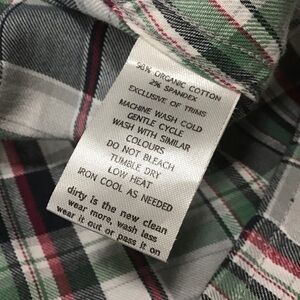 98% ORGANIC COTTON
2% SPANDEX
EXCLUSIVE OF TRIMS
MACHINE WASH COLD
GENTLE CYCLE
WASH WITH SIMILAR
COLOURS
DO NOT BLEACH
TUMBLE DRY
LOW HEAT
IRON COOL AS NEEDED
dirty is the new clean
wear more, wash less
wear it out or pass it on